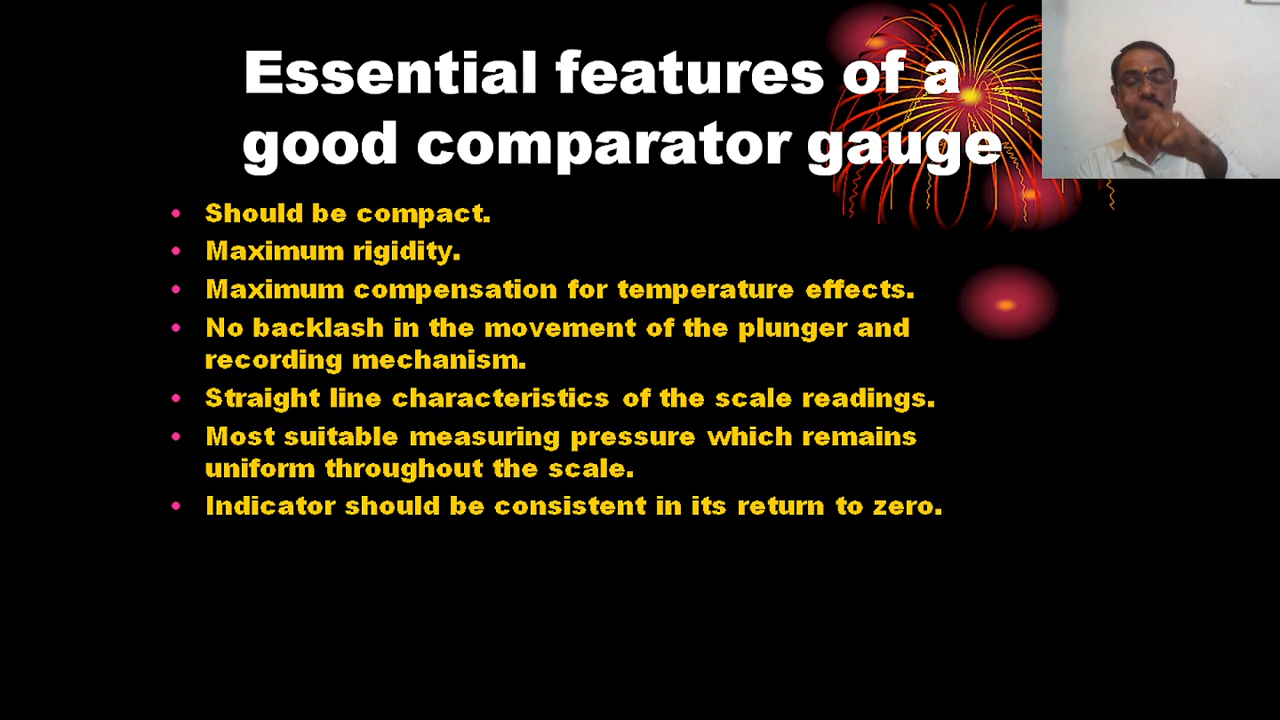 Essential features of a
good comparator gauge
• Should be compact.
• Maximum rigidity.
• Maximum compensation for temperature effects.
• No backlash in the movement of the plunger and
recording mechanism.
• Straight line characteristics of the scale readings.
• Most suitable measuring pressure which remains
uniform throughout the scale.
• Indicator should be consistent in its return to zero.